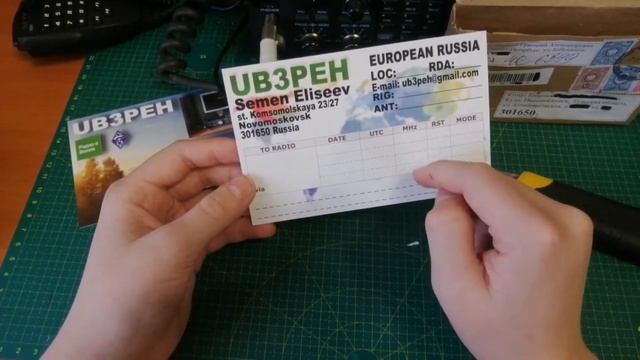 UB3PEH
Semen Eliseev
st. Komsomolskaya 23/27
Novomoskovsk
301650 Russia
EUROPEAN RUSSIA
LOC: RDA:
E-mail: ub3peh@gmail.com
RIG:
ANT:
TO RADIO DATE UTC MHz RST MODE
via
UB3PEH
301650